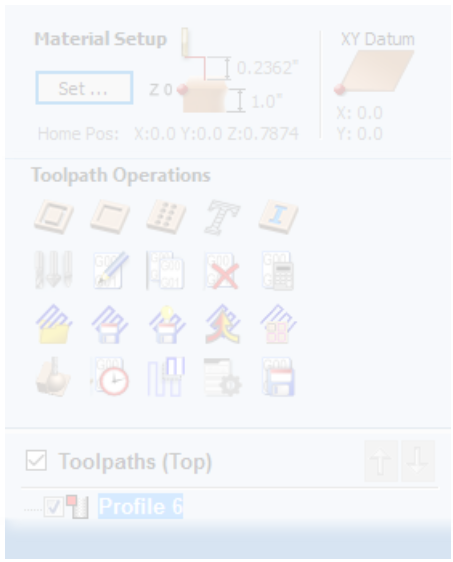 Material Setup
XY Datum
0.2362"
Set ...
Z 0
1.0"
X: 0.0
Y: 0.0
Home Pos: X:0.0 Y:0.0 Z:0.7874
Toolpath Operations
Toolpaths (Top)
Profile 6